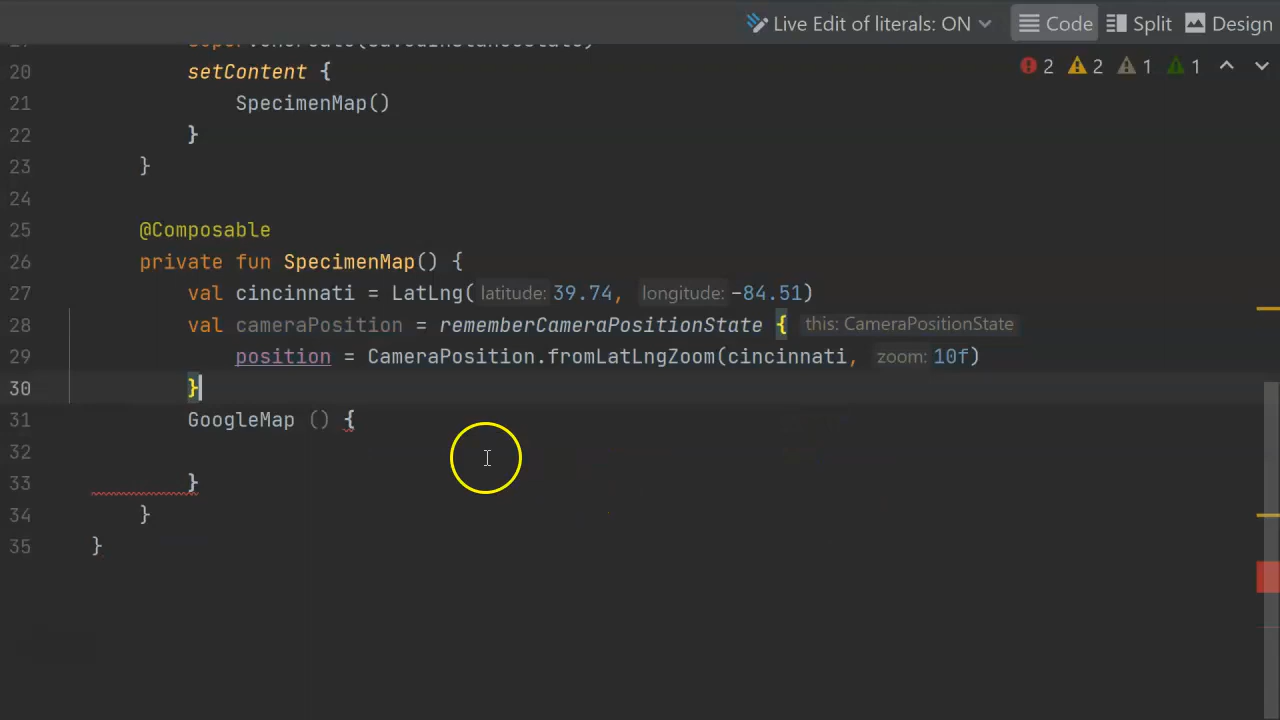 Live Edit of literals: ON Code Split Design
2 2 1 1
20 setContent {
21 SpecimenMap()
22 }
23 }
24
25 @Composable
26 private fun SpecimenMap() {
27 val cincinnati = LatLng( latitude: 39.74, longitude: -84.51)
28 val cameraPosition = rememberCameraPositionState { this: CameraPositionState
29 position = CameraPosition.fromLatLngZoom(cincinnati, zoom: 10f)
30 }
31 GoogleMap () {
32
33 }
34 }
35 }